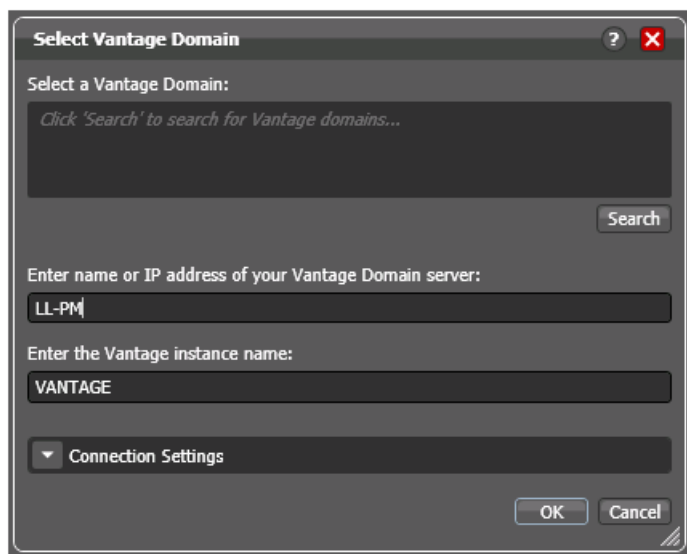 Select Vantage Domain
?
Select a Vantage Domain:
Click 'Search' to search for Vantage domains...
Search
Enter name or IP address of your Vantage Domain server:
LL-PM
Enter the Vantage instance name:
VANTAGE
Connection Settings
OK Cancel